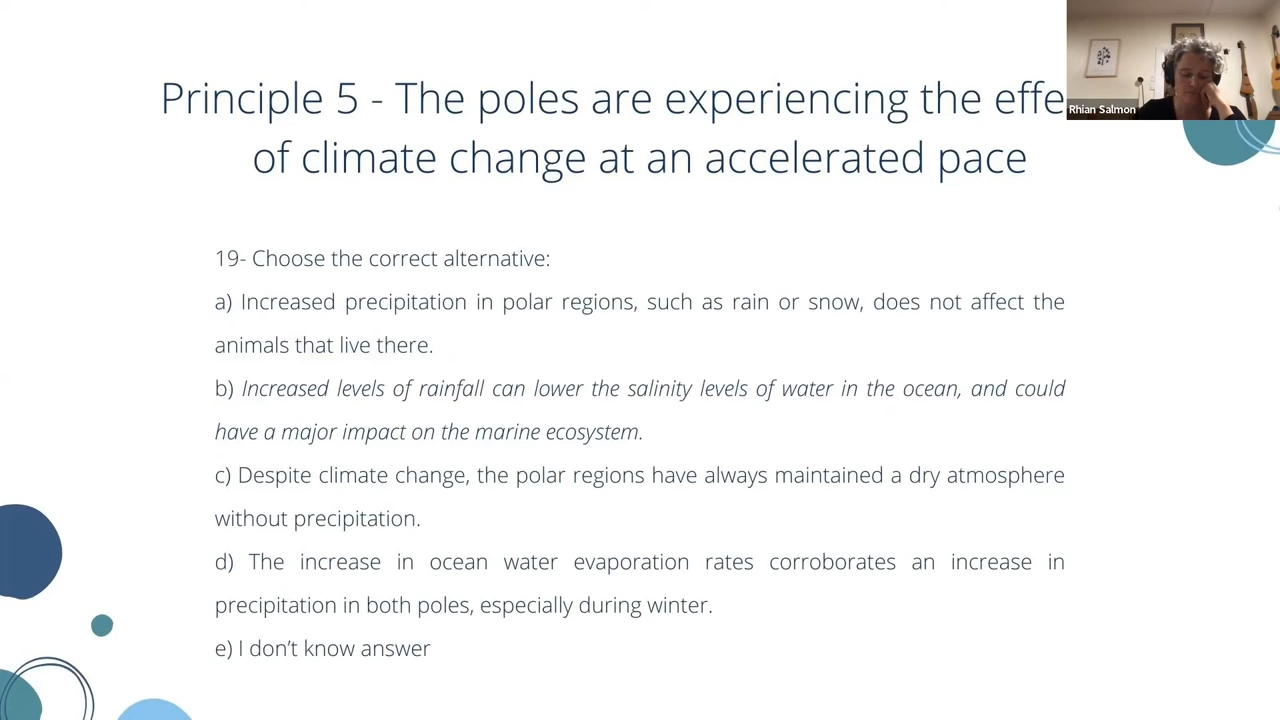 Principle 5 - The poles are experiencing the effe
of climate change at an accelerated pace
Rhian Salmon
19- Choose the correct alternative:
a) Increased precipitation in polar regions, such as rain or snow, does not affect the
animals that live there.
b) Increased levels of rainfall can lower the salinity levels of water in the ocean, and could
have a major impact on the marine ecosystem.
c) Despite climate change, the polar regions have always maintained a dry atmosphere
without precipitation.
d) The increase in ocean water evaporation rates corroborates an increase in
precipitation in both poles, especially during winter.
e) I don’t know answer